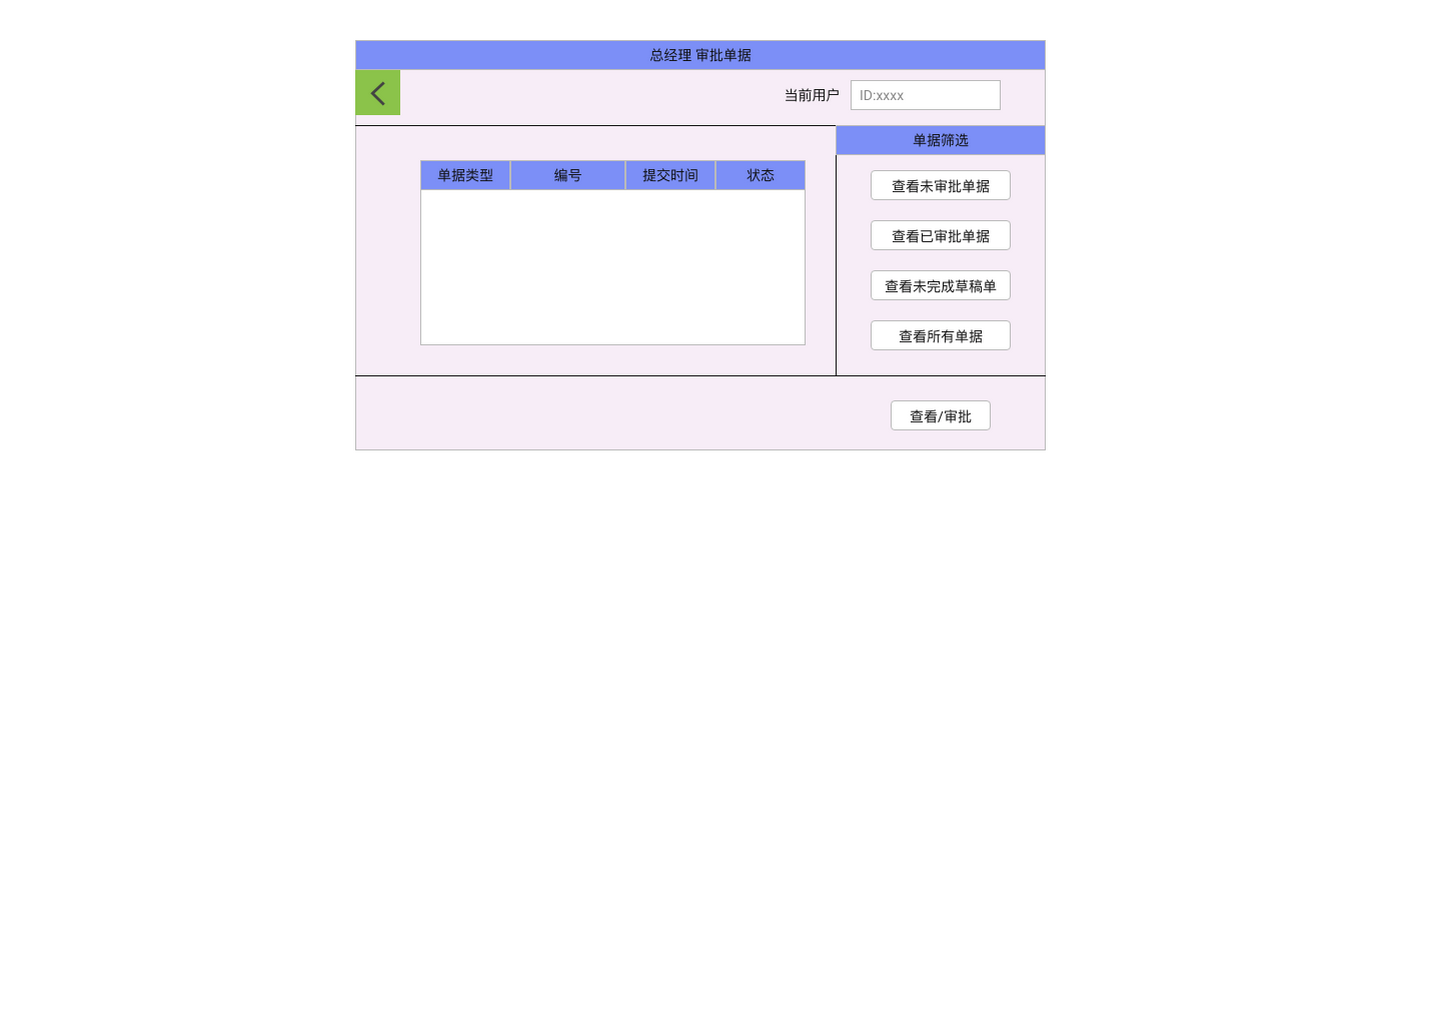 总经理 审批单据
当前用户 ID:xxxx
单据筛选
单据类型 编号 提交时间 状态
查看未审批单据
查看已审批单据
查看未完成草稿单
查看所有单据
查看/审批